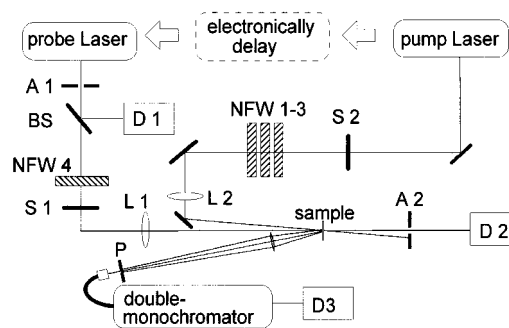 probe Laser
electronically
delay
pump Laser
A 1
BS
D 1
NFW 1-3
S 2
NFW 4
S 1
L 1
L 2
sample
A 2
D 2
P
double-
monochromator
D3